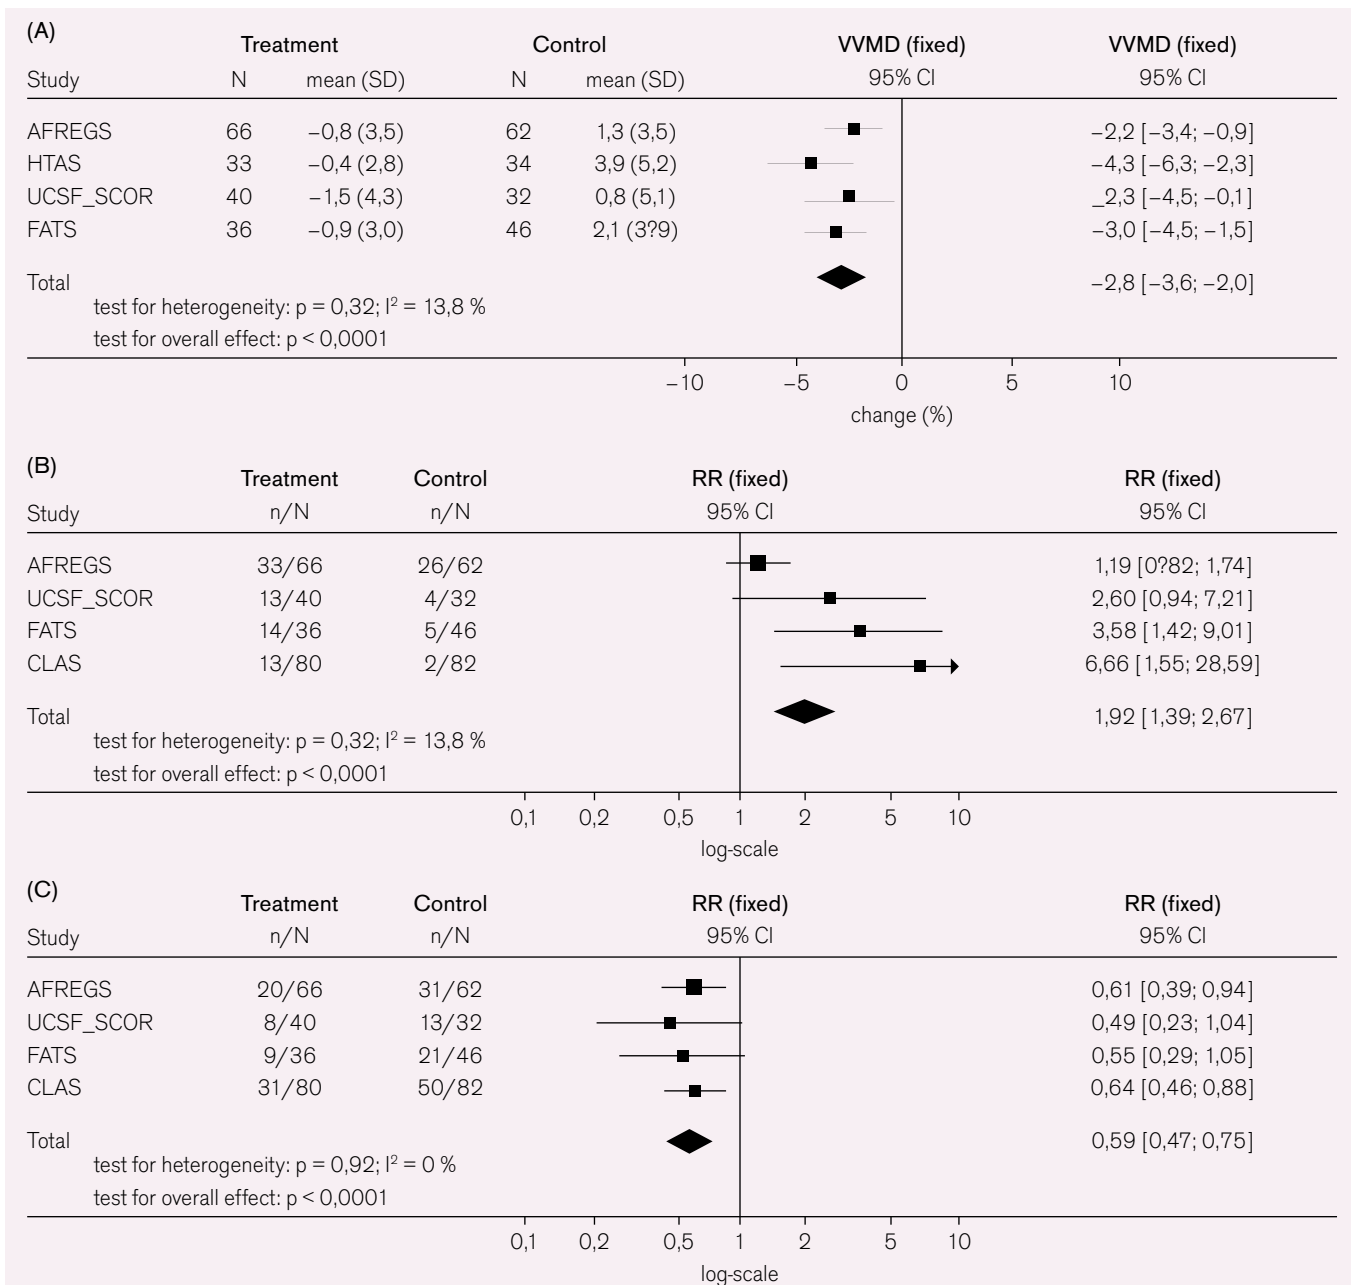 (A)
Treatment Control VVMD (fixed) VVMD (fixed)
Study N mean (SD) N mean (SD) 95% CI 95% CI
AFREGS 66 −0,8 (3,5) 62 1,3 (3,5) −2,2 [−3,4; −0,9]
HTAS 33 −0,4 (2,8) 34 3,9 (5,2) −4,3 [−6,3; −2,3]
UCSF_SCOR 40 −1,5 (4,3) 32 0,8 (5,1) _2,3 [−4,5; −0,1]
FATS 36 −0,9 (3,0) 46 2,1 (3?9) −3,0 [−4,5; −1,5]
Total −2,8 [−3,6; −2,0]
test for heterogeneity: p = 0,32; I² = 13,8 %
test for overall effect: p < 0,0001
−10 −5 0 5 10
change (%)
(B)
Treatment Control RR (fixed) RR (fixed)
Study n/N n/N 95% CI 95% CI
AFREGS 33/66 26/62 1,19 [0?82; 1,74]
UCSF_SCOR 13/40 4/32 2,60 [0,94; 7,21]
FATS 14/36 5/46 3,58 [1,42; 9,01]
CLAS 13/80 2/82 6,66 [1,55; 28,59]
Total 1,92 [1,39; 2,67]
test for heterogeneity: p = 0,32; I² = 13,8 %
test for overall effect: p < 0,0001
0,1 0,2 0,5 1 2 5 10
log-scale
(C)
Treatment Control RR (fixed) RR (fixed)
Study n/N n/N 95% CI 95% CI
AFREGS 20/66 31/62 0,61 [0,39; 0,94]
UCSF_SCOR 8/40 13/32 0,49 [0,23; 1,04]
FATS 9/36 21/46 0,55 [0,29; 1,05]
CLAS 31/80 50/82 0,64 [0,46; 0,88]
Total 0,59 [0,47; 0,75]
test for heterogeneity: p = 0,92; I² = 0 %
test for overall effect: p < 0,0001
0,1 0,2 0,5 1 2 5 10
log-scale